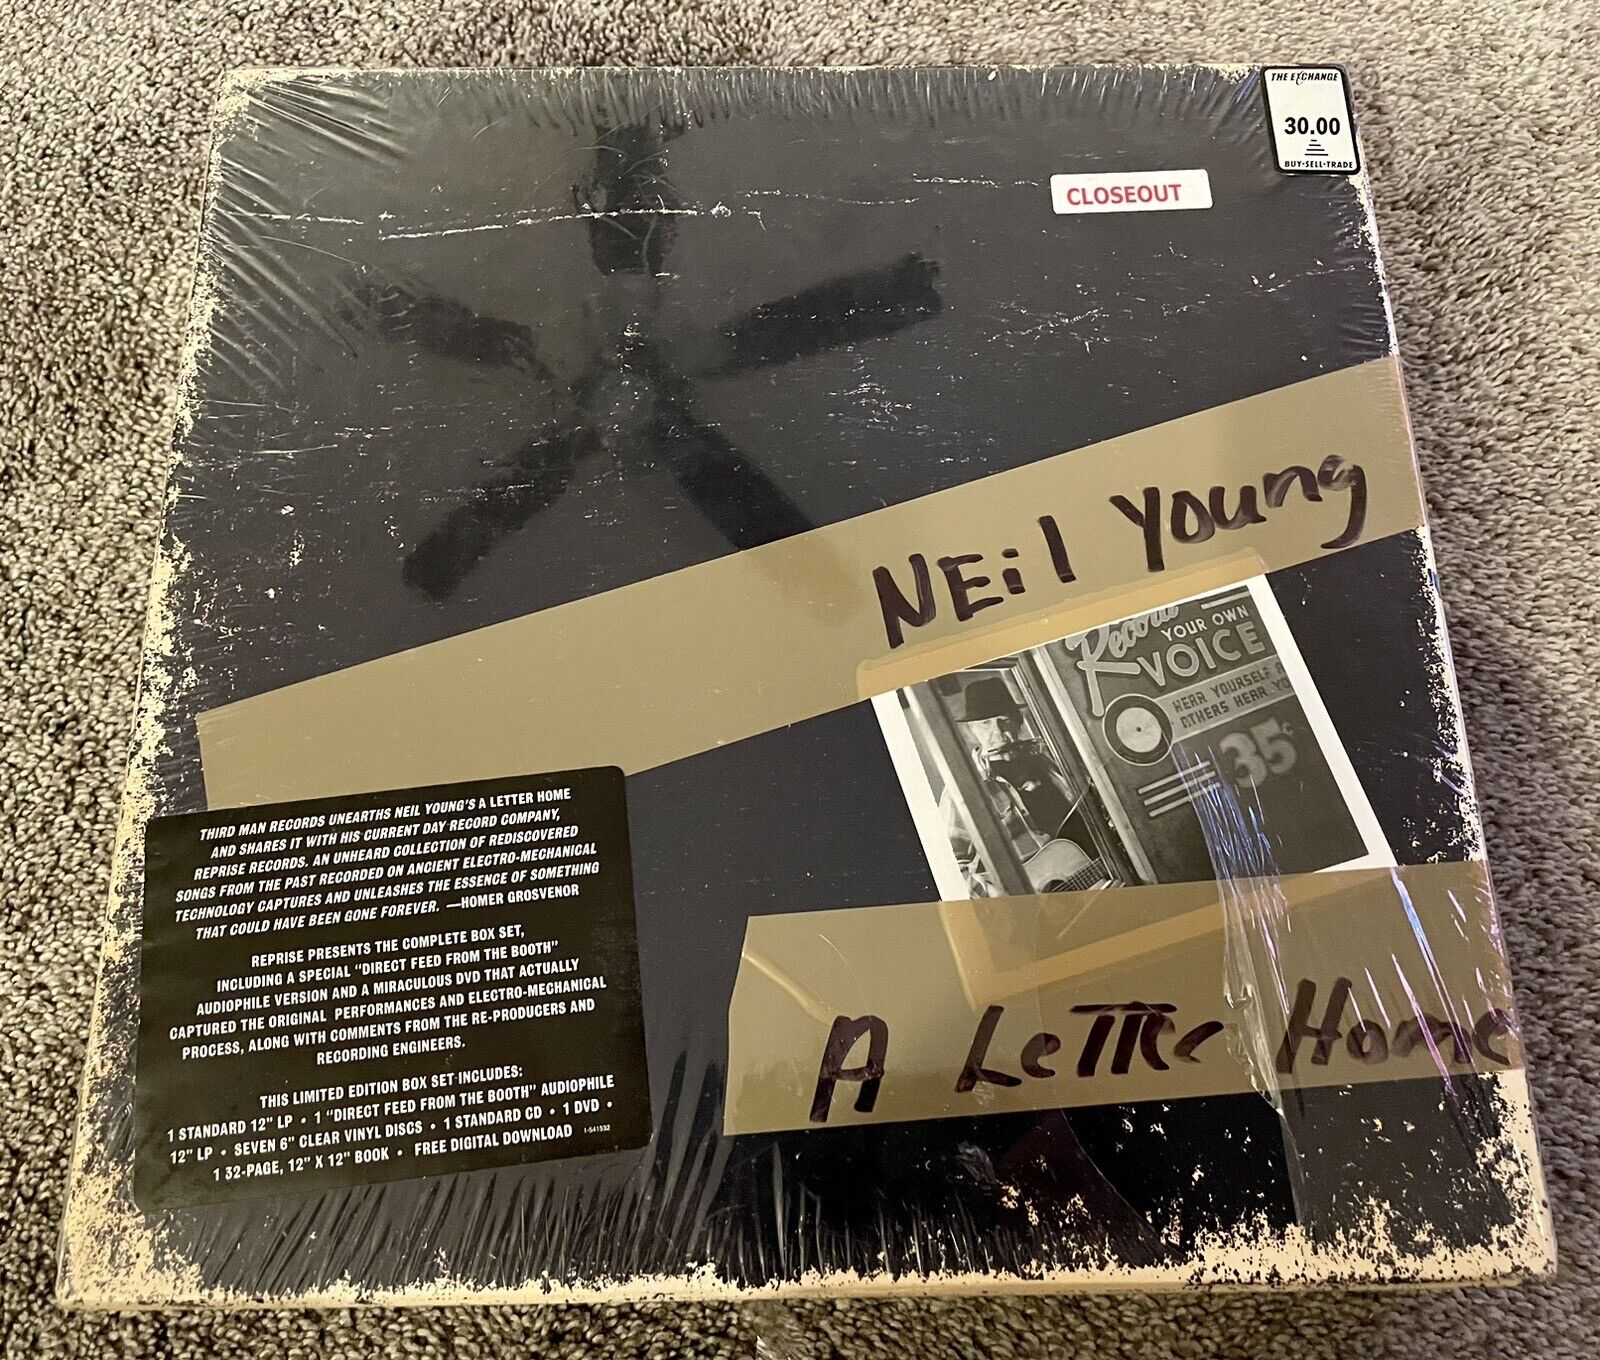 THE EXCHANGE
30.00
BUY-SELL-TRADE
CLOSEOUT
NEil Young
Record
YOUR OWN
VOICE
HEAR YOURSELF
OTHERS HEAR YO
35¢
A LeTTer Home
THIRD MAN RECORDS UNEARTHS NEIL YOUNG'S A LETTER HOME
AND SHARES IT WITH HIS CURRENT DAY RECORD COMPANY,
REPRISE RECORDS. AN UNHEARD COLLECTION OF REDISCOVERED
SONGS FROM THE PAST RECORDED ON ANCIENT ELECTRO-MECHANICAL
TECHNOLOGY CAPTURES AND UNLEASHES THE ESSENCE OF SOMETHING
THAT COULD HAVE BEEN GONE FOREVER. —HOMER GROSVENOR
REPRISE PRESENTS THE COMPLETE BOX SET,
INCLUDING A SPECIAL "DIRECT FEED FROM THE BOOTH"
AUDIOPHILE VERSION AND A MIRACULOUS DVD THAT ACTUALLY
CAPTURED THE ORIGINAL PERFORMANCES AND ELECTRO-MECHANICAL
PROCESS, ALONG WITH COMMENTS FROM THE RE-PRODUCERS AND
RECORDING ENGINEERS.
THIS LIMITED EDITION BOX SET INCLUDES:
1 STANDARD 12" LP • 1 "DIRECT FEED FROM THE BOOTH" AUDIOPHILE
12" LP • SEVEN 6" CLEAR VINYL DISCS • 1 STANDARD CD • 1 DVD •
1 32-PAGE, 12" X 12" BOOK • FREE DIGITAL DOWNLOAD 1-541532